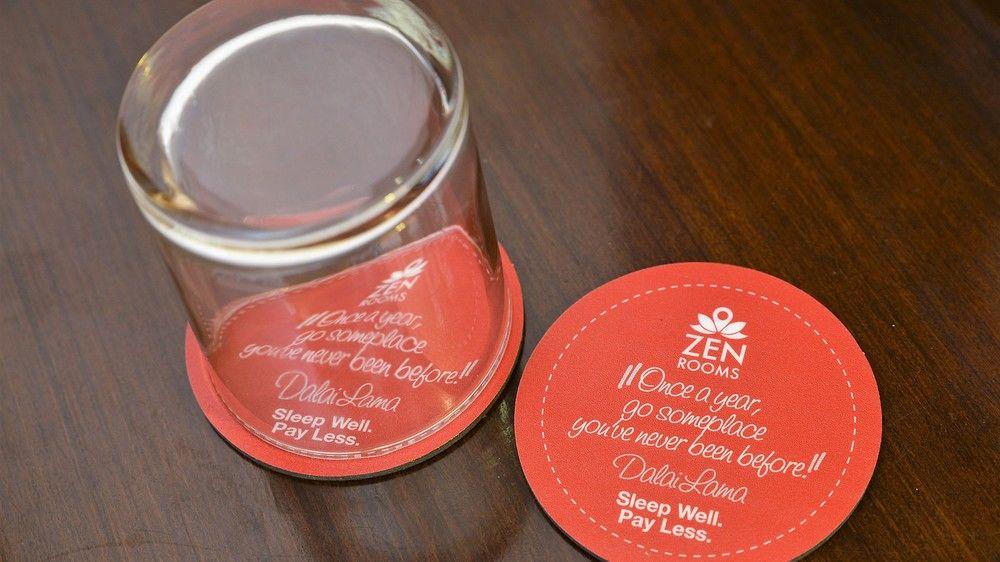 ZEN
ROOMS
"Once a year,
go someplace
you've never been before!"
Dalai Lama
Sleep Well.
Pay Less.
ZEN
ROOMS
"Once a year,
go someplace
you've never been before!"
Dalai Lama
Sleep Well.
Pay Less.